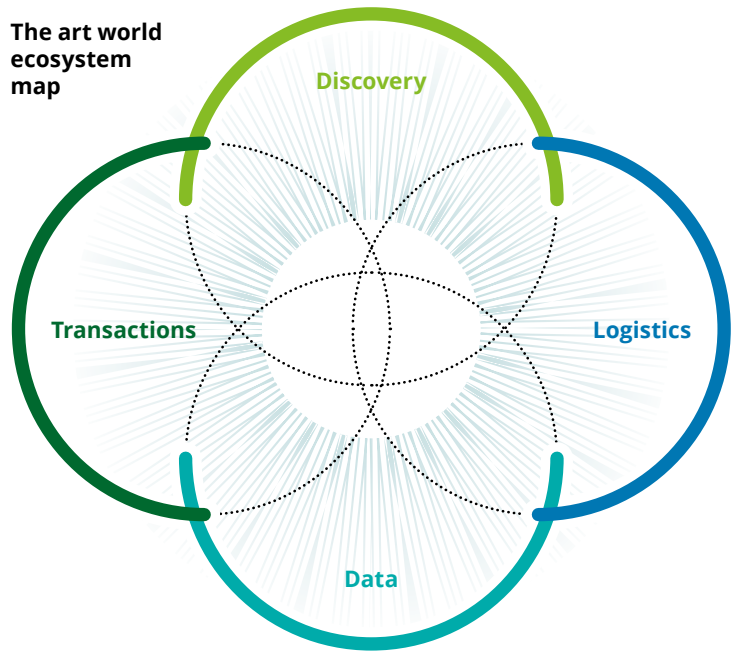 The art world
ecosystem
map
Discovery
Transactions
Logistics
Data